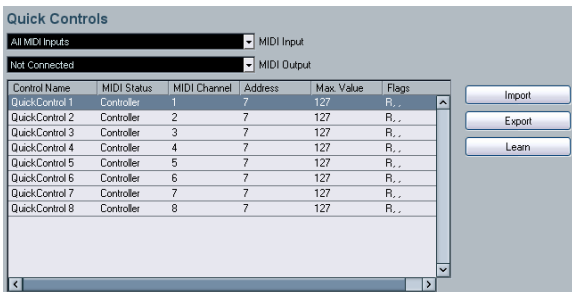 Quick Controls
All MIDI Inputs MIDI Input
Not Connected MIDI Output
Control Name MIDI Status MIDI Channel Address Max. Value Flags
QuickControl 1 Controller 1 7 127 R, ,
QuickControl 2 Controller 2 7 127 R, ,
QuickControl 3 Controller 3 7 127 R, ,
QuickControl 4 Controller 4 7 127 R, ,
QuickControl 5 Controller 5 7 127 R, ,
QuickControl 6 Controller 6 7 127 R, ,
QuickControl 7 Controller 7 7 127 R, ,
QuickControl 8 Controller 8 7 127 R, ,
Import
Export
Learn